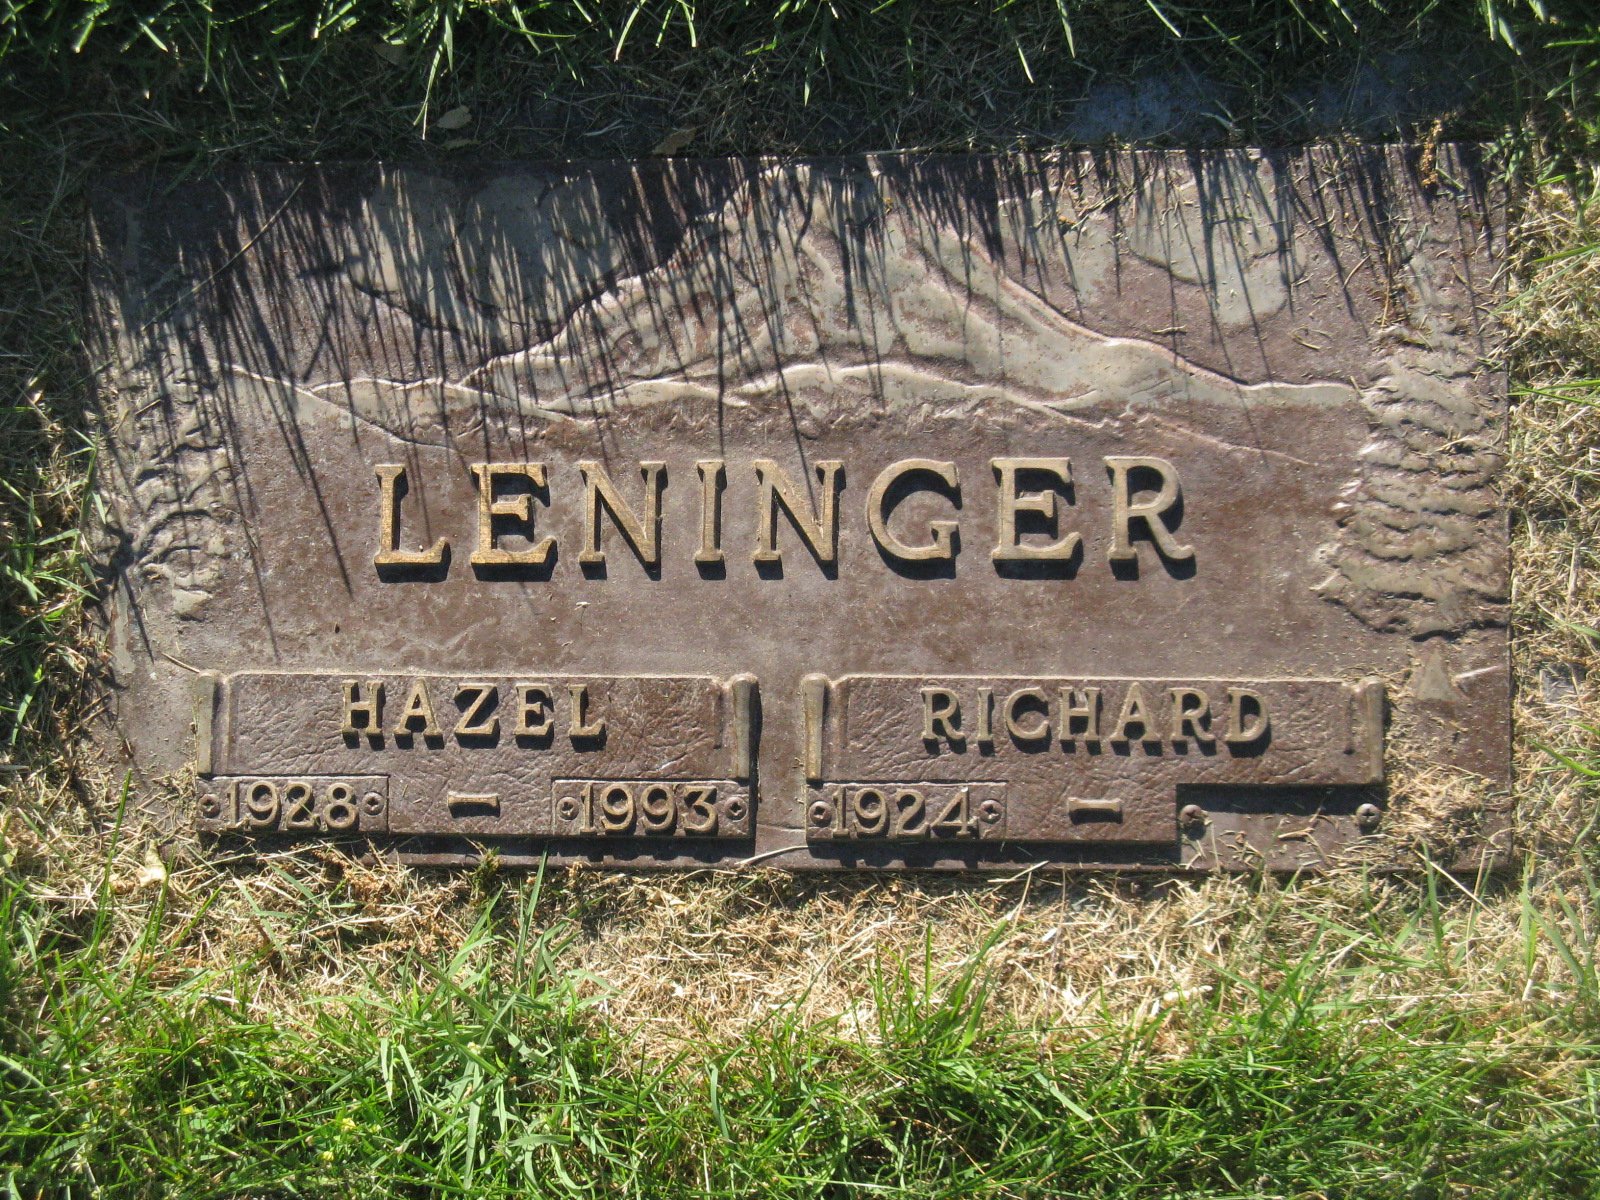 LENINGER
HAZEL RICHARD
1928 – 1993 1924 –